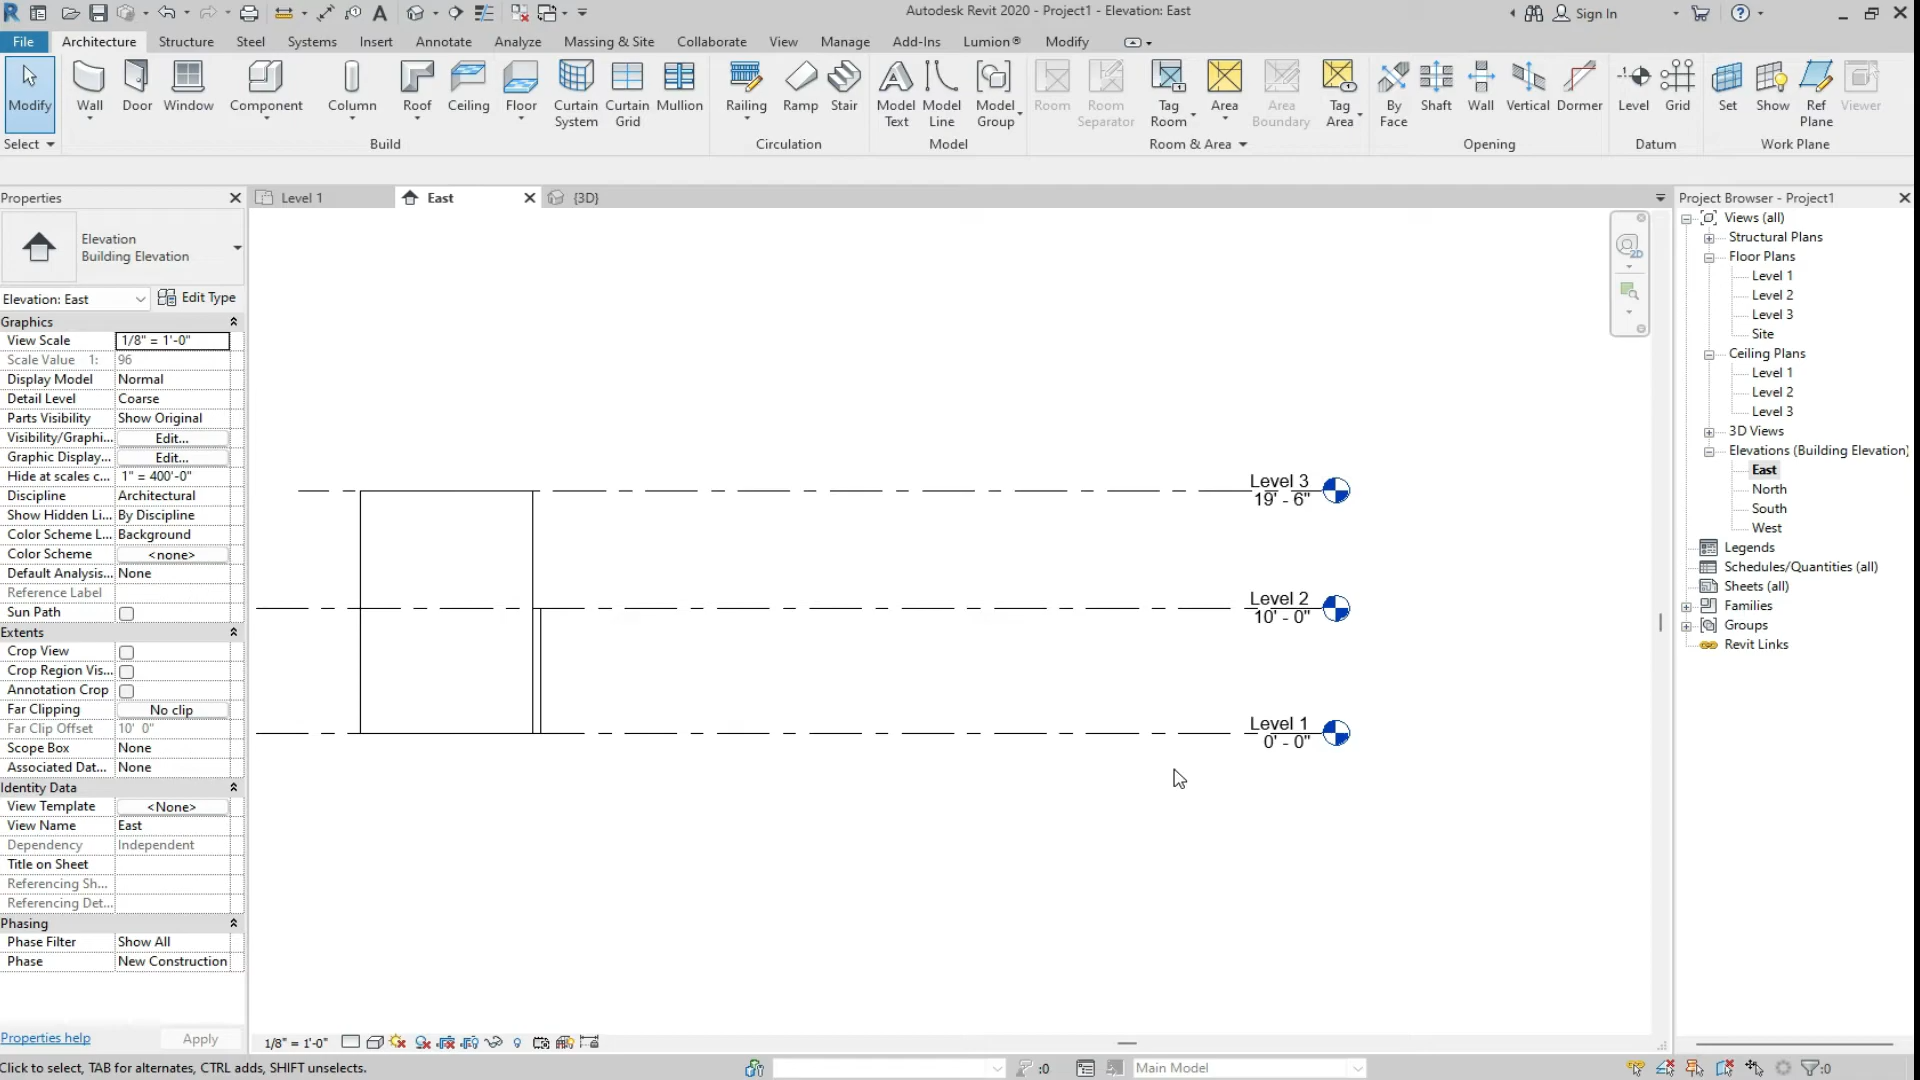 Autodesk Revit 2020 - Project1 - Elevation: East
Sign In
File Architecture Structure Steel Systems Insert Annotate Analyze Massing & Site Collaborate View Manage Add-Ins Lumion® Modify
Modify
Wall
Door
Window
Component
Column
Roof
Ceiling
Floor
Curtain System
Curtain Grid
Mullion
Railing
Ramp
Stair
Model Text
Model Line
Model Group
Room
Room Separator
Tag Room
Area
Area Boundary
Tag Area
By Face
Shaft
Wall
Vertical
Dormer
Level
Grid
Set
Show
Ref Plane
Viewer
Select
Build
Circulation
Model
Room & Area
Opening
Datum
Work Plane
Properties
Elevation
Building Elevation
Elevation: East
Edit Type
Graphics
View Scale 1/8" = 1'-0"
Scale Value 1: 96
Display Model Normal
Detail Level Coarse
Parts Visibility Show Original
Visibility/Graphi... Edit...
Graphic Display... Edit...
Hide at scales c... 1" = 400'-0"
Discipline Architectural
Show Hidden Li... By Discipline
Color Scheme L... Background
Color Scheme <none>
Default Analysis... None
Reference Label
Sun Path
Extents
Crop View
Crop Region Vis...
Annotation Crop
Far Clipping No clip
Far Clip Offset 10' 0"
Scope Box None
Associated Dat... None
Identity Data
View Template <None>
View Name East
Dependency Independent
Title on Sheet
Referencing Sh...
Referencing Det...
Phasing
Phase Filter Show All
Phase New Construction
Properties help
Apply
Level 1
East
{3D}
2D
Level 3
19' - 6"
Level 2
10' - 0"
Level 1
0' - 0"
1/8" = 1'-0"
Project Browser - Project1
Views (all)
Structural Plans
Floor Plans
Level 1
Level 2
Level 3
Site
Ceiling Plans
Level 1
Level 2
Level 3
3D Views
Elevations (Building Elevation)
East
North
South
West
Legends
Schedules/Quantities (all)
Sheets (all)
Families
Groups
Revit Links
Click to select, TAB for alternates, CTRL adds, SHIFT unselects.
:0
Main Model
:0